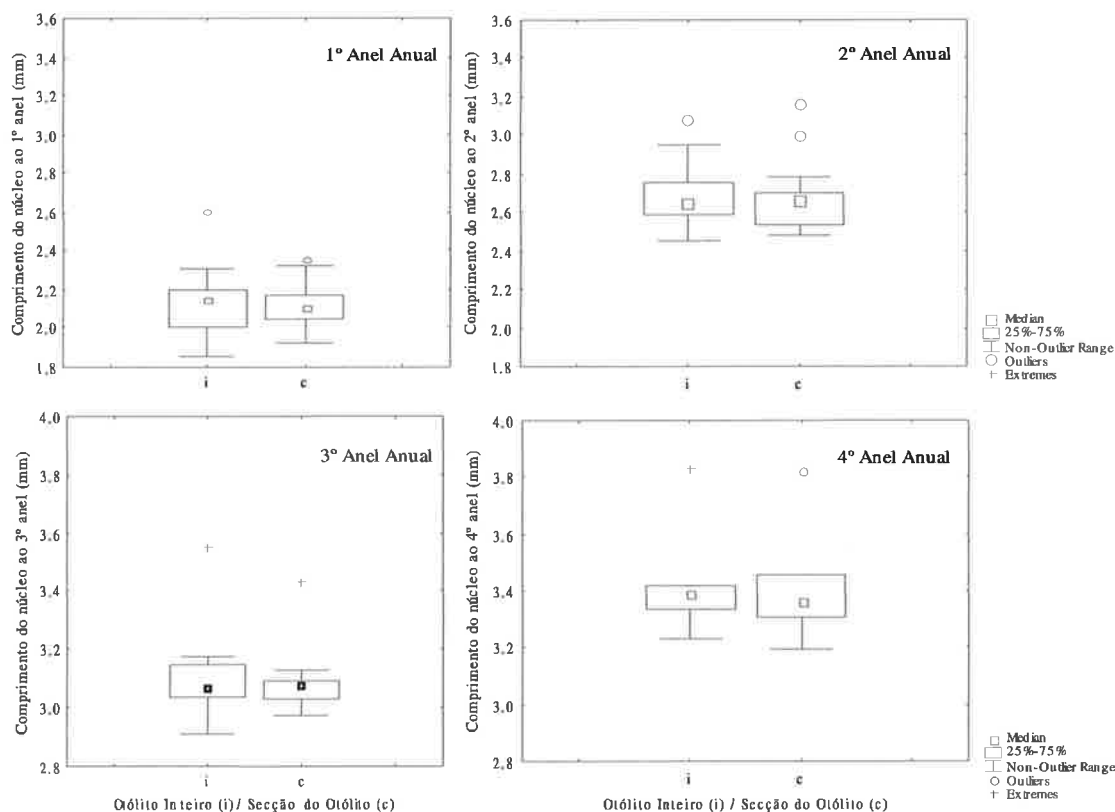 1º Anel Anual
Comprimento do núcleo ao 1º anel (mm)
3.6
3.4
3.2
3.0
2.8
2.6
2.4
2.2
2.0
1.8
i
c
2º Anel Anual
Comprimento do núcleo ao 2º anel (mm)
3.6
3.4
3.2
3.0
2.8
2.6
2.4
2.2
2.0
1.8
i
c
Median
25%-75%
Non-Outlier Range
Outliers
Extremes
3º Anel Anual
Comprimento do núcleo ao 3º anel (mm)
4.0
3.8
3.6
3.4
3.2
3.0
2.8
i
c
Otólito Inteiro (i)/ Secção do Otólito (c)
4º Anel Anual
Comprimento do núcleo ao 4º anel (mm)
4.0
3.8
3.6
3.4
3.2
3.0
2.8
i
c
Otólito Inteiro (i) / Secção do Otólito (c)
Median
25%-75%
Non-Outlier Range
Outliers
Extremes